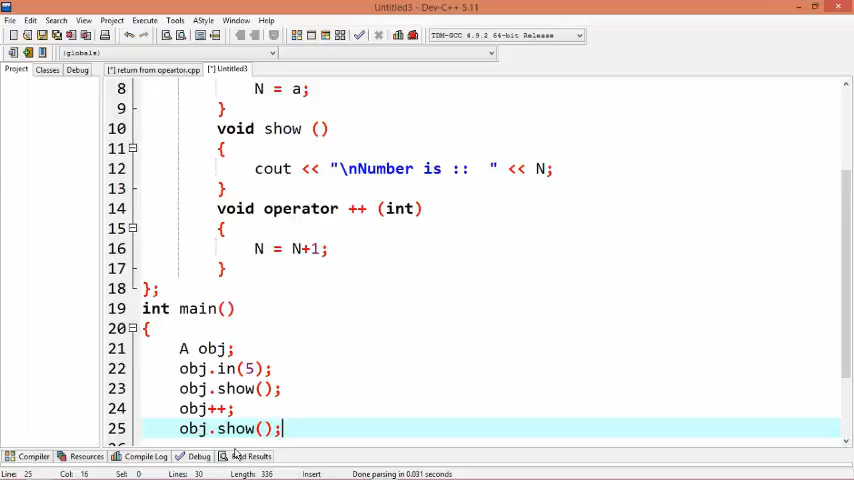 Untitled3 - Dev-C++ 5.11
File Edit Search View Project Execute Tools AStyle Window Help
TDM-GCC 4.9.2 64-bit Release
(globals)
Project Classes Debug [*] return from opeartor.cpp [*] Untitled3
8 N = a;
9 }
10 void show ()
11 {
12 cout << "\nNumber is :: " << N;
13 }
14 void operator ++ (int)
15 {
16 N = N+1;
17 }
18 };
19 int main()
20 {
21 A obj;
22 obj.in(5);
23 obj.show();
24 obj++;
25 obj.show();
Compiler Resources Compile Log Debug Results
Line: 25 Col: 16 Sel: 0 Lines: 30 Length: 336 Insert Done parsing in 0.031 seconds